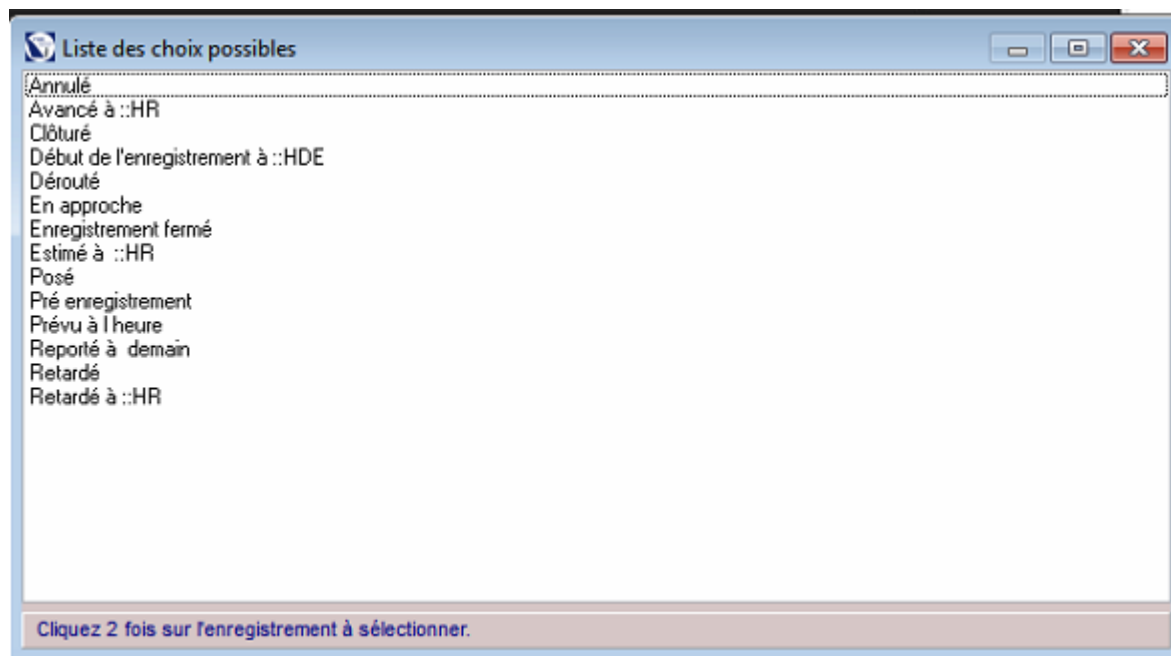 Liste des choix possibles
Annulé
Avancé à ::HR
Clôturé
Début de l'enregistrement à ::HDE
Dérouté
En approche
Enregistrement fermé
Estimé à  ::HR
Posé
Pré enregistrement
Prévu à l heure
Reporté à  demain
Retardé
Retardé à ::HR
Cliquez 2 fois sur l'enregistrement à sélectionner.